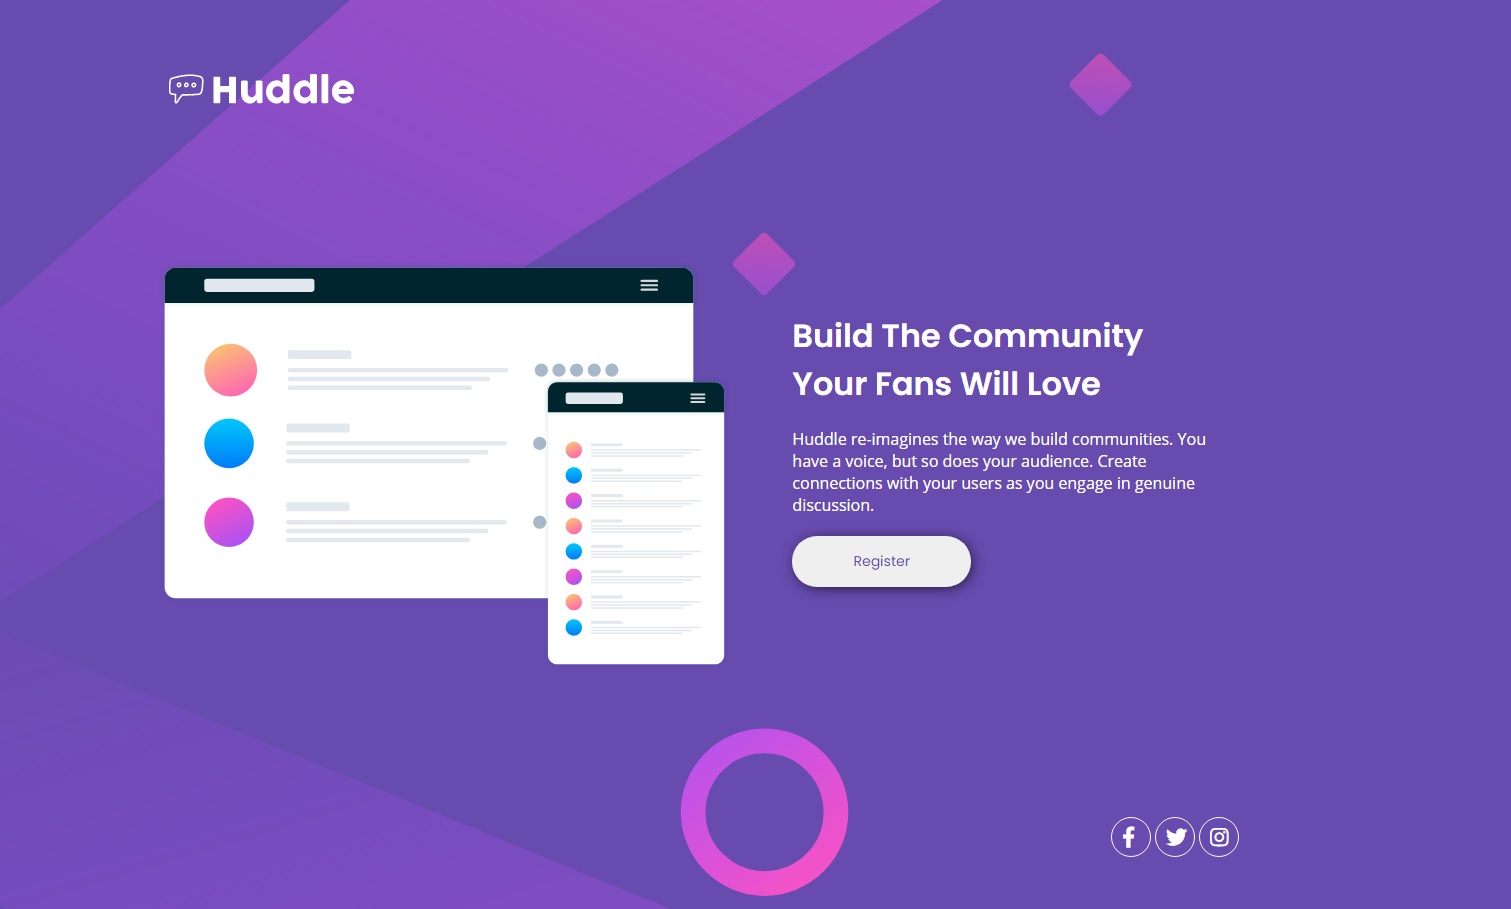 Huddle
Build The Community
Your Fans Will Love
Huddle re-imagines the way we build communities. You
have a voice, but so does your audience. Create
connections with your users as you engage in genuine
discussion.
Register